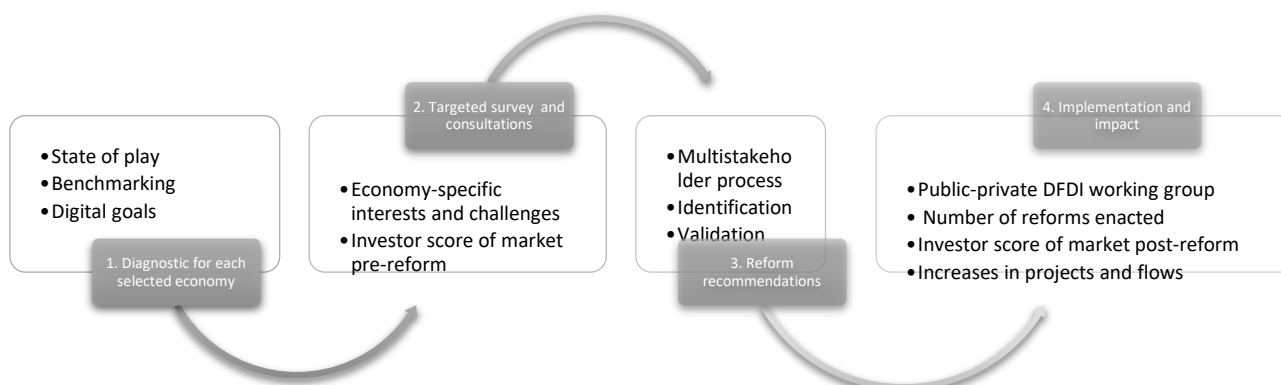 • State of play
• Benchmarking
• Digital goals
1. Diagnostic for each
selected economy
2. Targeted survey and
consultations
• Economy-specific
interests and challenges
• Investor score of market
pre-reform
• Multistakeho
lder process
• Identification
• Validation
3. Reform
recommendations
4. Implementation and
impact
• Public-private DFDI working group
• Number of reforms enacted
• Investor score of market post-reform
• Increases in projects and flows